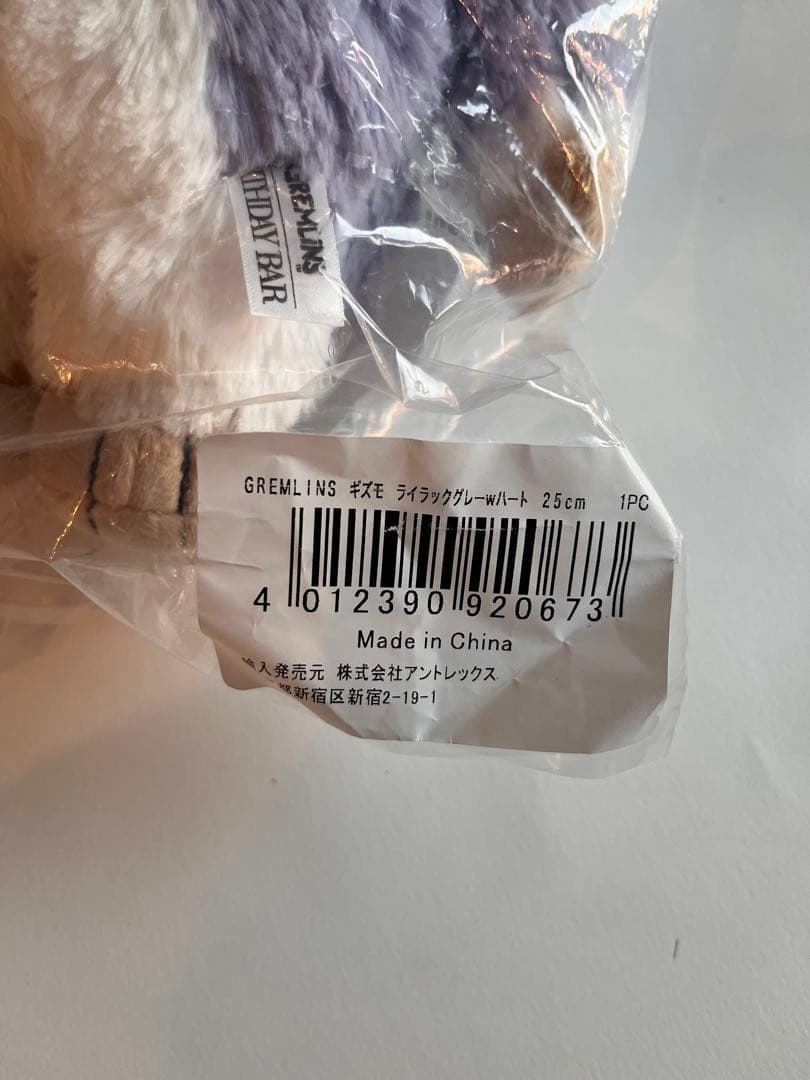 GREMLINS
THDAY BAR
GREMLINS ギズモ ライラックグレーwハート 25cm 1PC
4 012390 920673
Made in China
入発売元 株式会社アントレックス
都新宿区新宿2-19-1